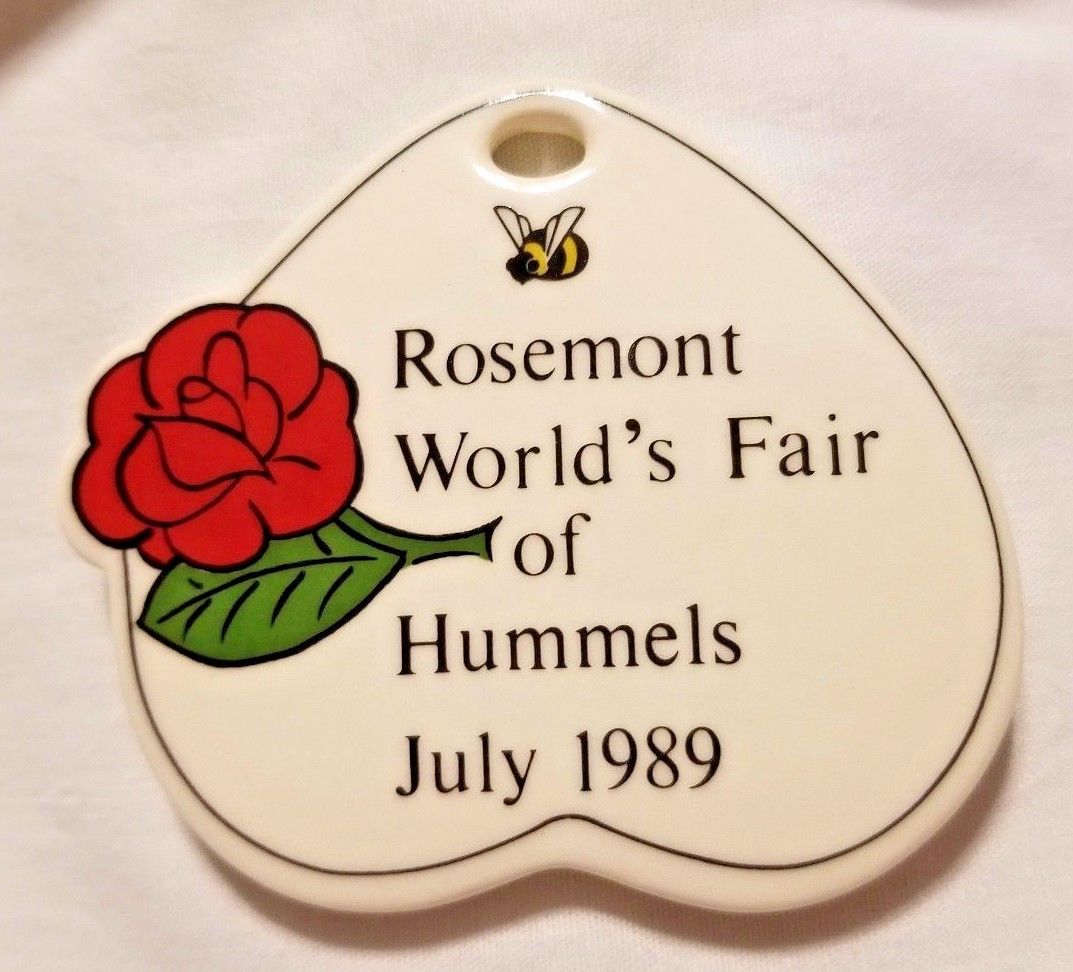 Rosemont
World's Fair
of
Hummels
July 1989